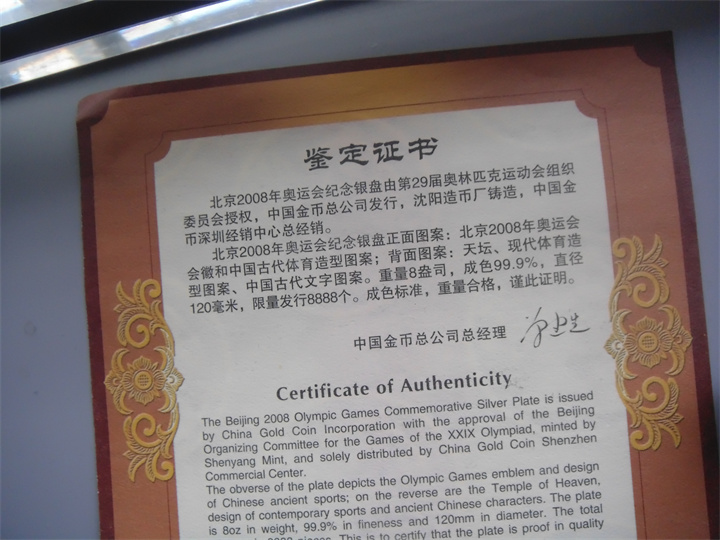 鉴定证书
北京2008年奥运会纪念银盘由第29届奥林匹克运动会组织
委员会授权，中国金币总公司发行，沈阳造币厂铸造，中国金
币深圳经销中心总经销。
北京2008年奥运会纪念银盘正面图案：北京2008年奥运会
会徽和中国古代体育造型图案；背面图案：天坛、现代体育造
型图案、中国古代文字图案。重量8盎司，成色99.9%，直径
120毫米，限量发行8888个。成色标准，重量合格，谨此证明。
中国金币总公司总经理
Certificate of Authenticity
The Beijing 2008 Olympic Games Commemorative Silver Plate is issued
by China Gold Coin Incorporation with the approval of the Beijing
Organizing Committee for the Games of the XXIX Olympiad, minted by
Shenyang Mint, and solely distributed by China Gold Coin Shenzhen
Commercial Center.
The obverse of the plate depicts the Olympic Games emblem and design
of Chinese ancient sports; on the reverse are the Temple of Heaven,
design of contemporary sports and ancient Chinese characters. The plate
is 8oz in weight, 99.9% in fineness and 120mm in diameter. The total
8888 pieces. This is to certify that the plate is proof in quality